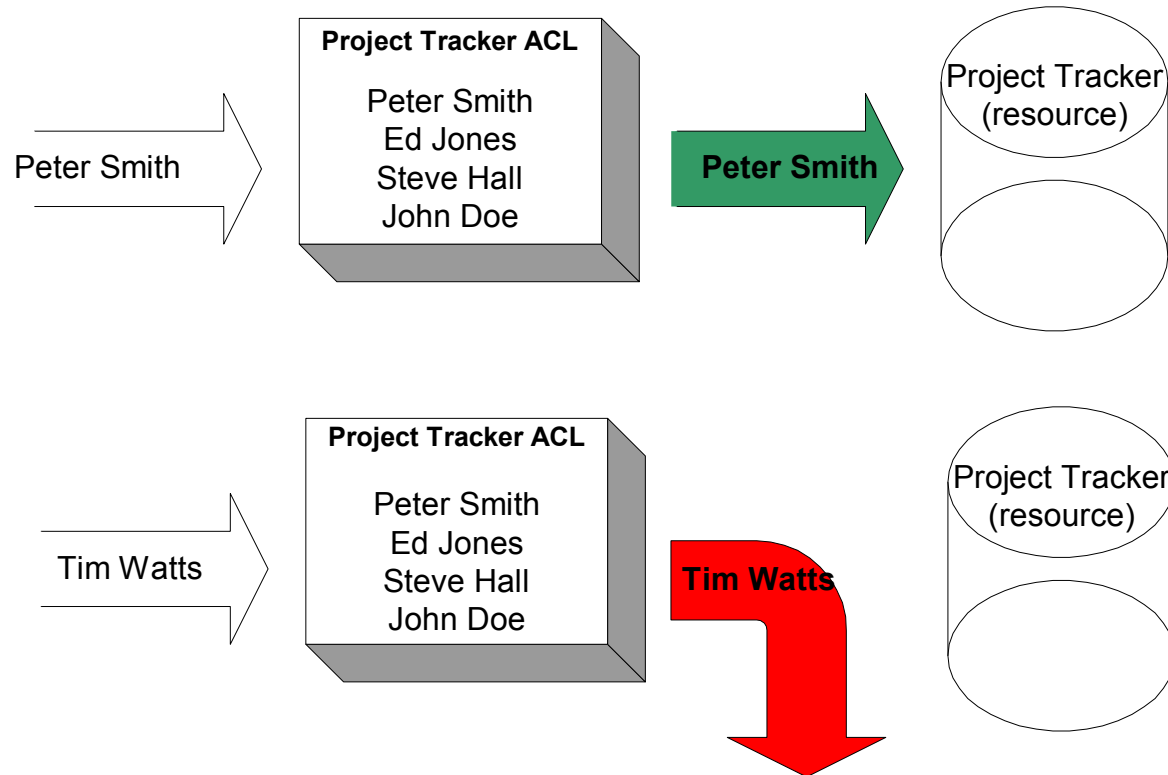 Project Tracker ACL
Peter Smith
Ed Jones
Steve Hall
John Doe
Peter Smith
Peter Smith
Project Tracker
(resource)
Project Tracker ACL
Peter Smith
Ed Jones
Steve Hall
John Doe
Tim Watts
Tim Watts
Project Tracker
(resource)